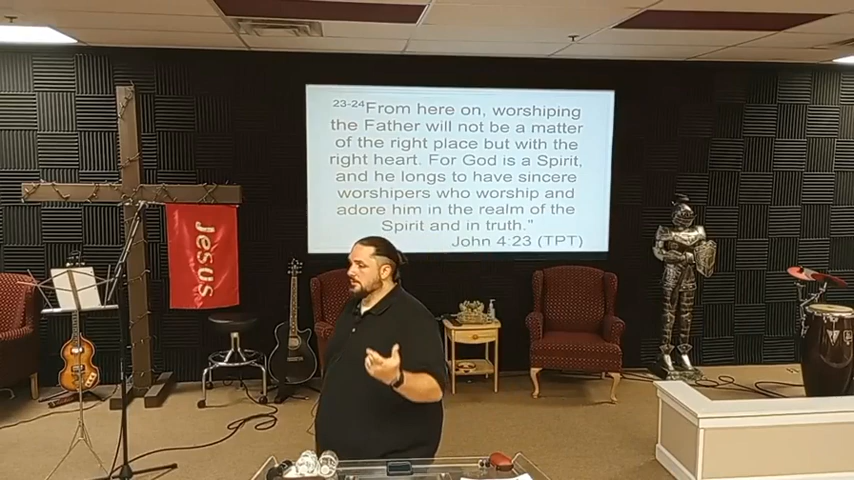 23-24From here on, worshiping
the Father will not be a matter
of the right place but with the
right heart. For God is a Spirit,
and he longs to have sincere
worshipers who worship and
adore him in the realm of the
Spirit and in truth."
John 4:23 (TPT)
Jesus